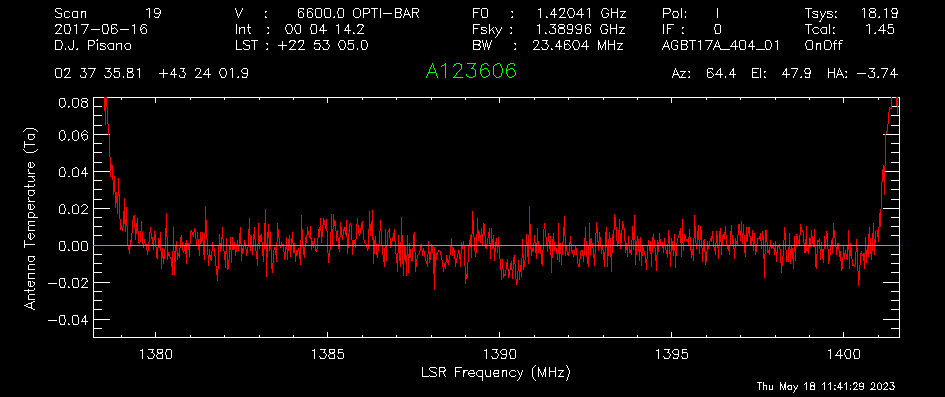 Scan 19 V : 6600.0 OPTI-BAR F0 : 1.42041 GHz Pol: I Tsys: 18.19
2017-06-16 Int : 00 04 14.2 Fsky : 1.38996 GHz IF : 0 Tcal: 1.45
D.J. Pisano LST : +22 53 05.0 BW : 23.4604 MHz AGBT17A_404_01 OnOff
02 37 35.81 +43 24 01.9 A123606 Az: 64.4 El: 47.9 HA: -3.74
0.08
0.06
0.04
0.02
0.00
-0.02
-0.04
Antenna Temperature (Ta)
1380 1385 1390 1395 1400
LSR Frequency (MHz)
Thu May 18 11:41:29 2023